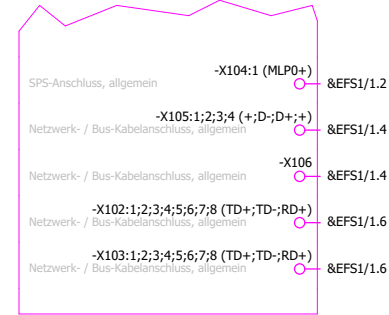 -X104:1 (MLP0+)
SPS-Anschluss, allgemein
&EFS1/1.2
-X105:1;2;3;4 (+;D-;D+;+)
Netzwerk- / Bus-Kabelanschluss, allgemein
&EFS1/1.4
-X106
Netzwerk- / Bus-Kabelanschluss, allgemein
&EFS1/1.4
-X102:1;2;3;4;5;6;7;8 (TD+;TD-;RD+)
Netzwerk- / Bus-Kabelanschluss, allgemein
&EFS1/1.6
-X103:1;2;3;4;5;6;7;8 (TD+;TD-;RD+)
Netzwerk- / Bus-Kabelanschluss, allgemein
&EFS1/1.6